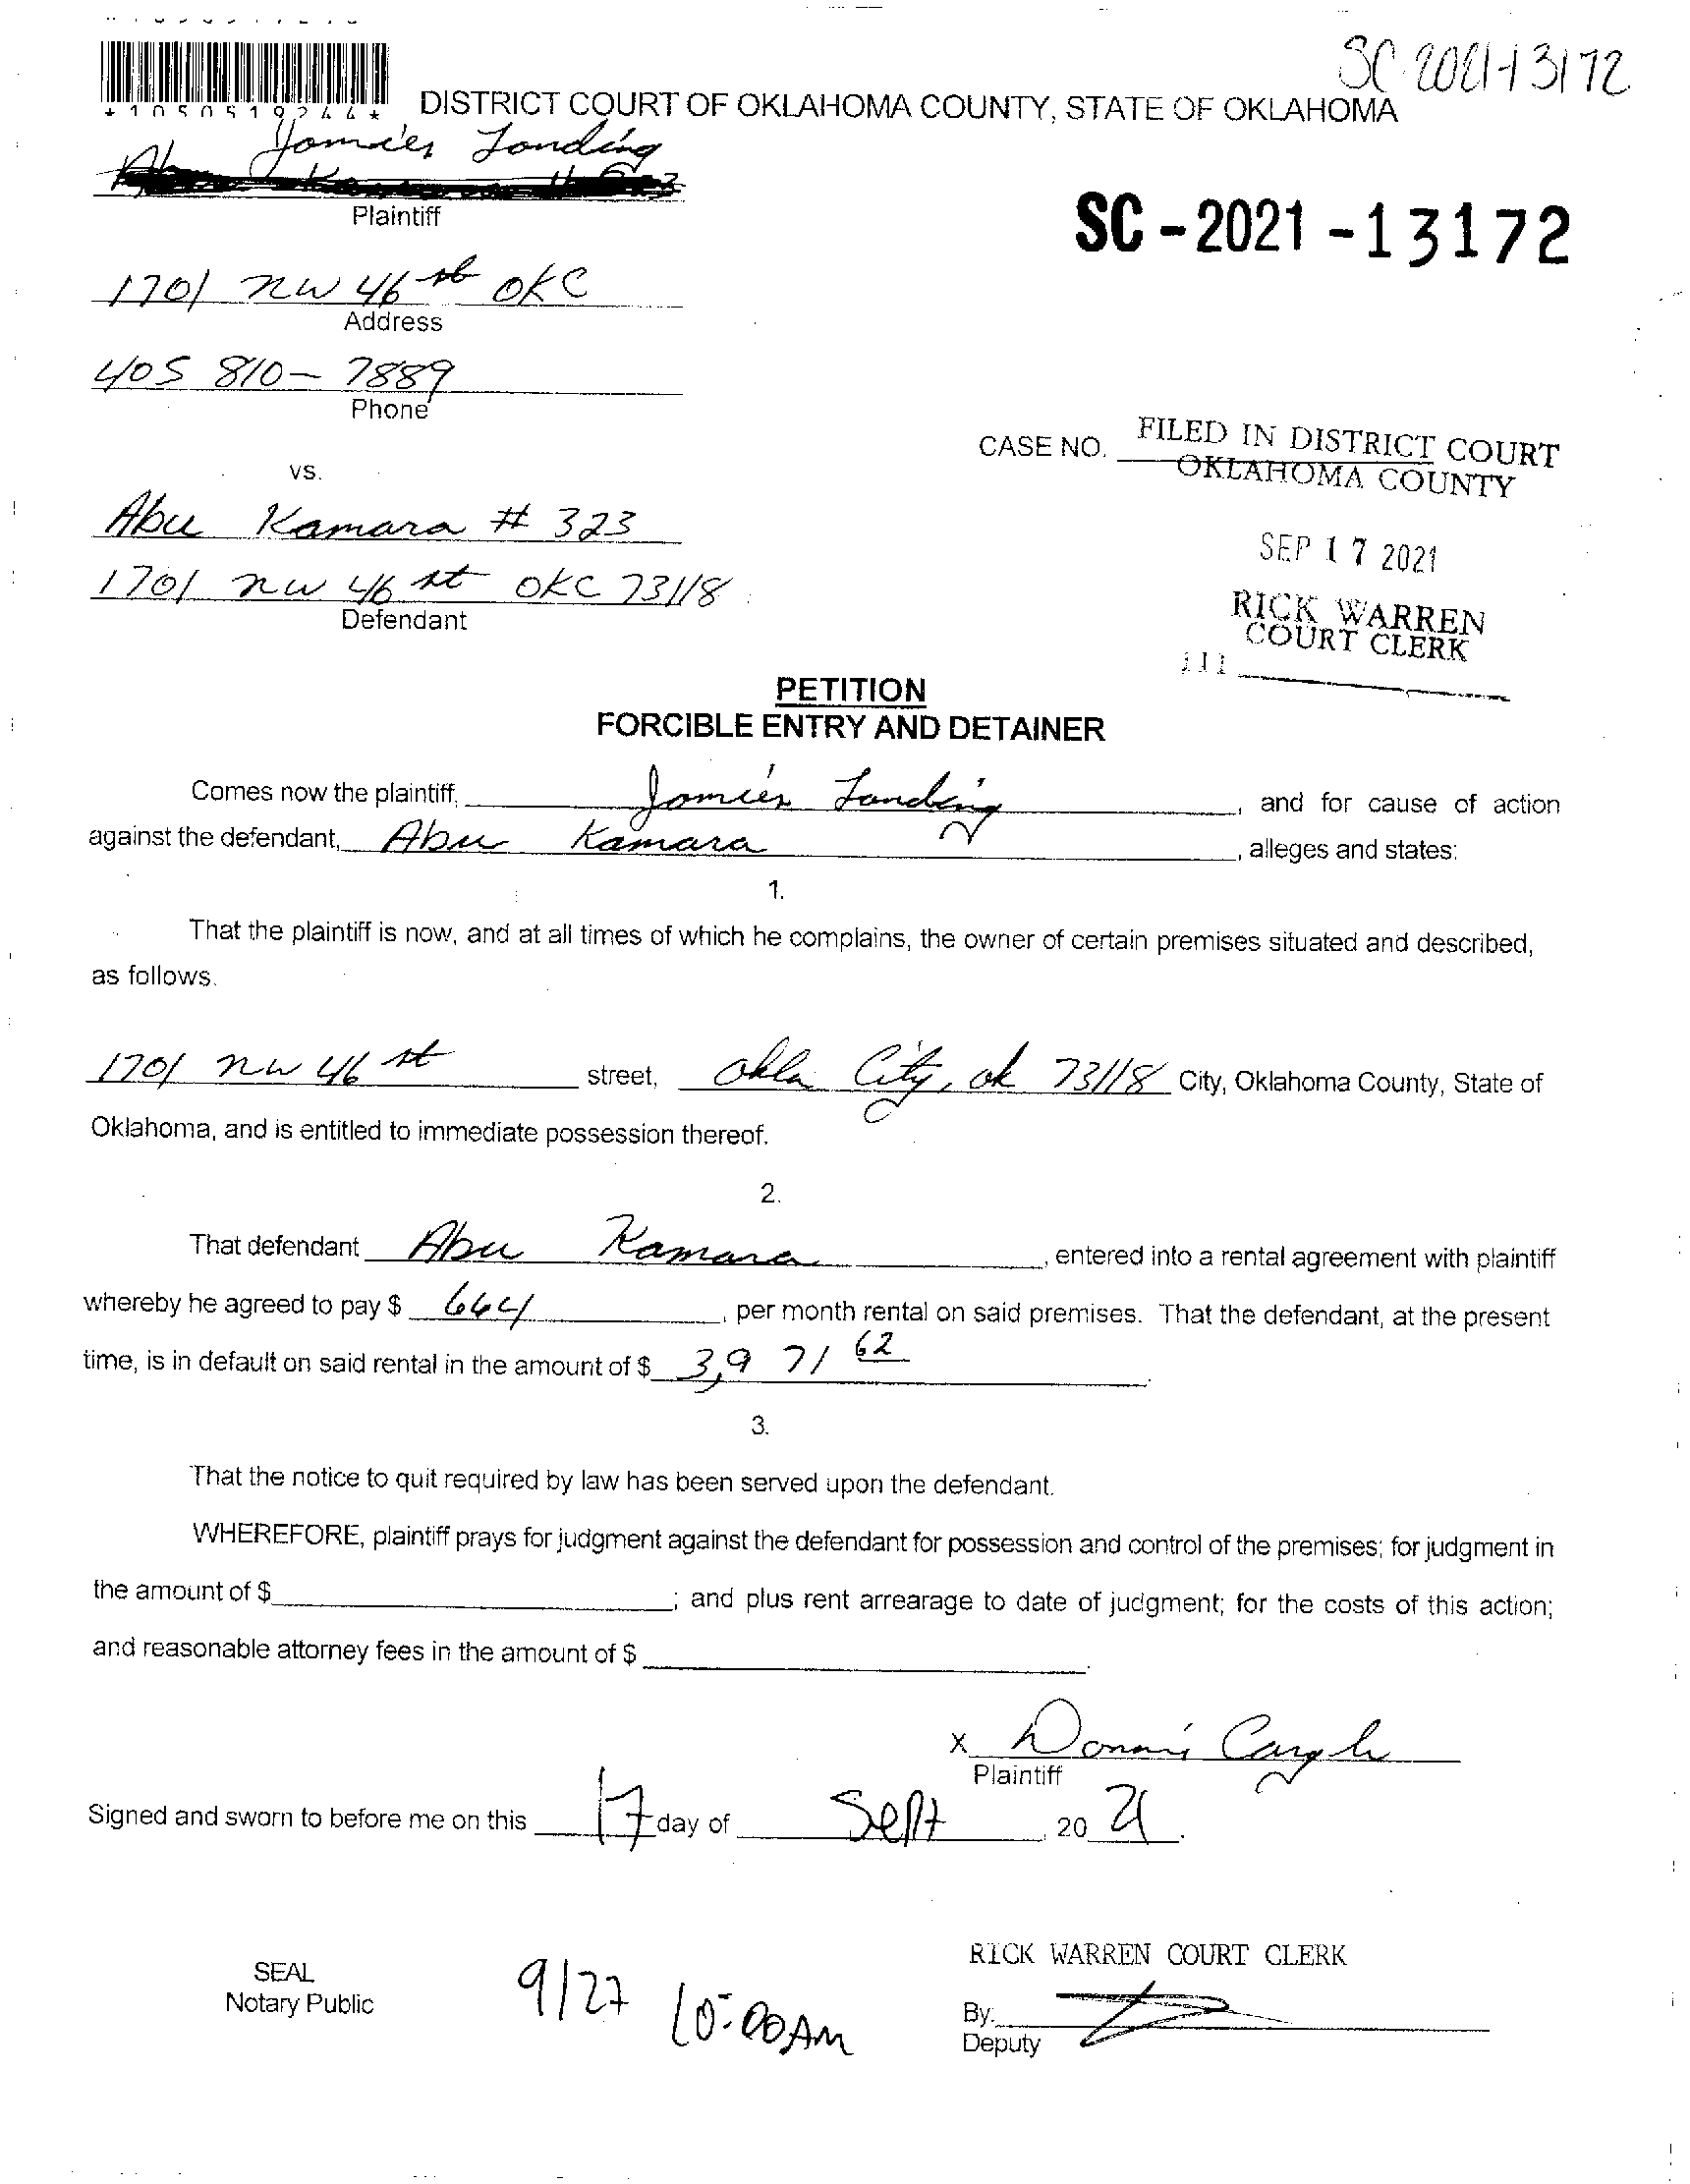 SC-2021-13172
*1050519244*
DISTRICT COURT OF OKLAHOMA COUNTY, STATE OF OKLAHOMA
Landing
Plaintiff
SC-2021-13172
1701 NW 46 st OKC
Address
405 810-7889
Phone
CASE NO.
FILED IN DISTRICT COURT
OKLAHOMA COUNTY
vs.
Abu Kamara # 323
SEP 17 2021
1701 NW 46 st OKC 73118
Defendant
RICK WARREN
COURT CLERK
111
PETITION
FORCIBLE ENTRY AND DETAINER
Comes now the plaintiff, Landing, and for cause of action
against the defendant, Abu Kamara, alleges and states:
1.
That the plaintiff is now, and at all times of which he complains, the owner of certain premises situated and described,
as follows.
1701 NW 46 st street, Okla City, ok 73118 City, Oklahoma County, State of
Oklahoma, and is entitled to immediate possession thereof.
2.
That defendant Abu Kamara, entered into a rental agreement with plaintiff
whereby he agreed to pay $ 664, per month rental on said premises. That the defendant, at the present
time, is in default on said rental in the amount of $ 3,971 62.
3.
That the notice to quit required by law has been served upon the defendant.
WHEREFORE, plaintiff prays for judgment against the defendant for possession and control of the premises; for judgment in
the amount of $; and plus rent arrearage to date of judgment; for the costs of this action;
and reasonable attorney fees in the amount of $.
x
Plaintiff
Signed and sworn to before me on this 17 day of Sept, 20 21.
RICK WARREN COURT CLERK
SEAL
Notary Public
9/27 10:00AM
By:
Deputy